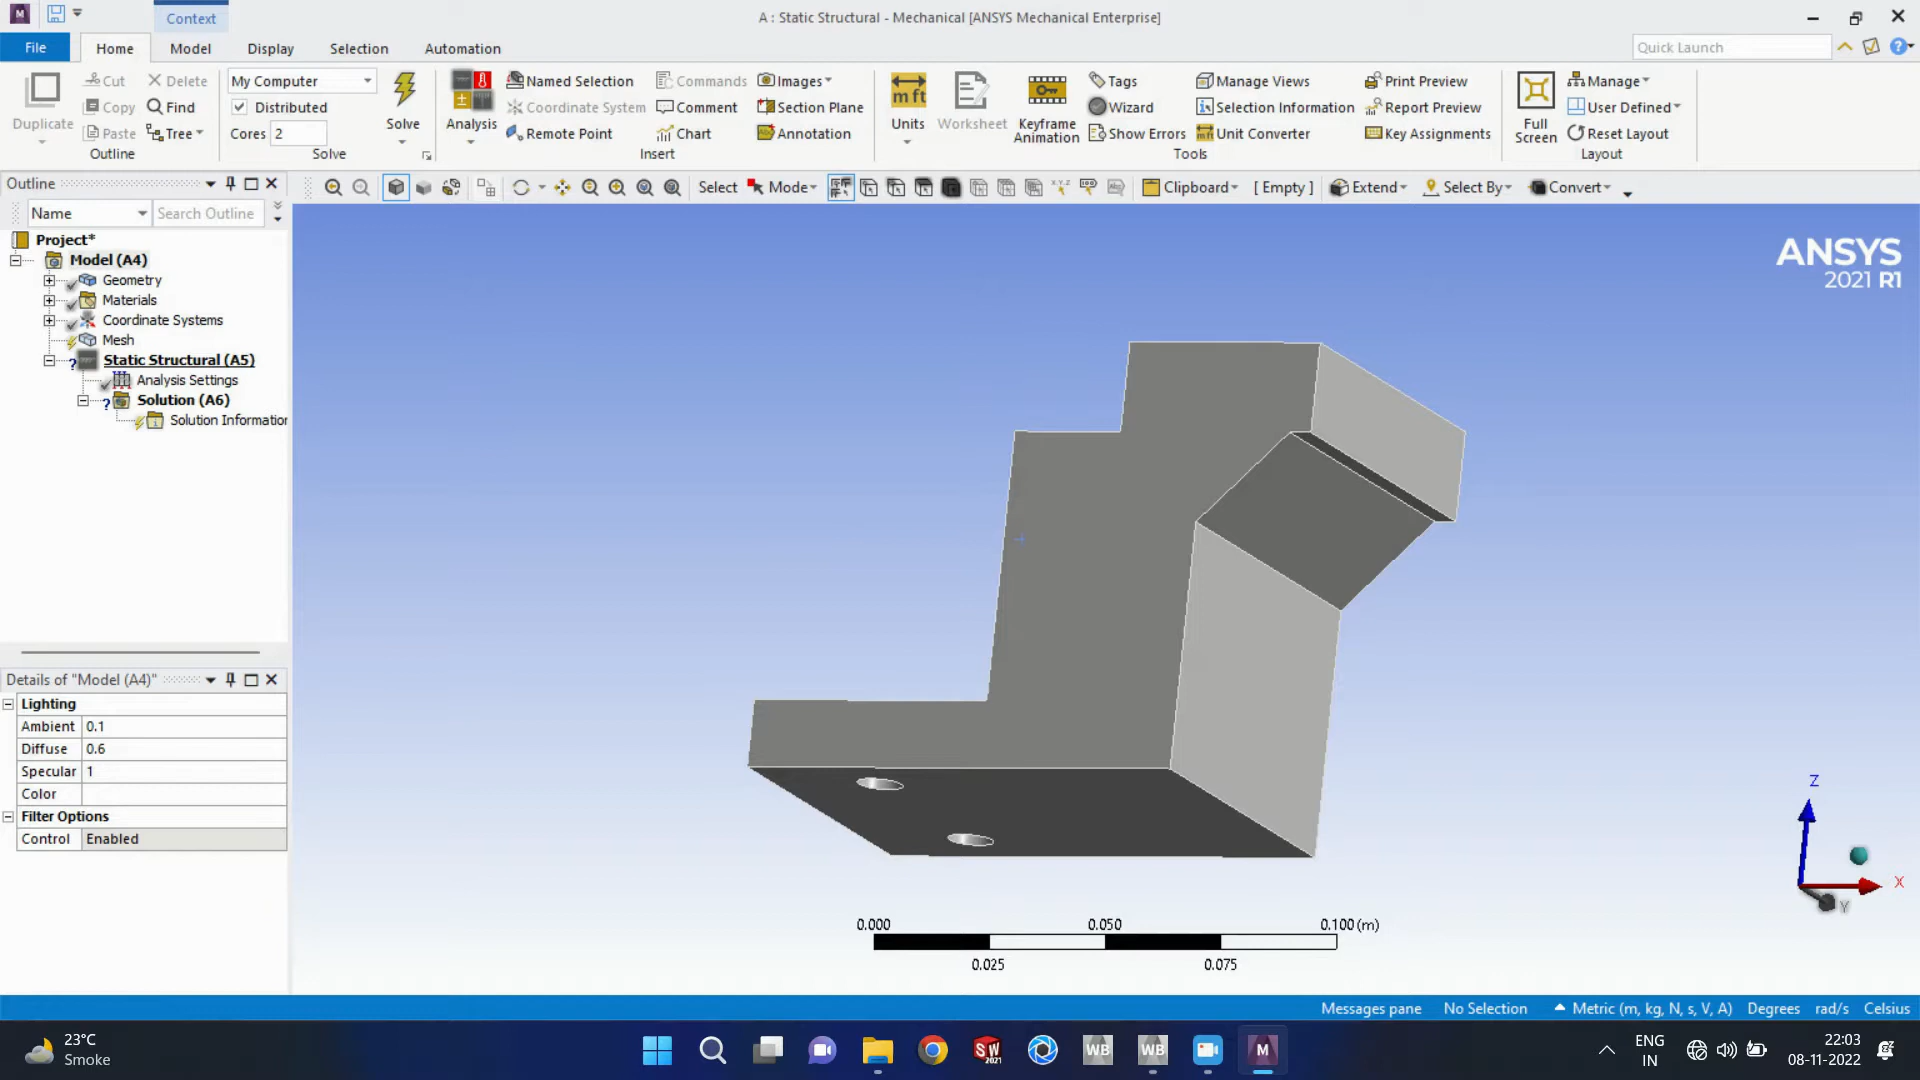 Context
A : Static Structural - Mechanical [ANSYS Mechanical Enterprise]
File
Home
Model
Display
Selection
Automation
Quick Launch
Duplicate
Cut
Delete
Copy
Find
Paste
Tree
Outline
My Computer
Distributed
Cores 2
Solve
Solve
Analysis
Named Selection
Coordinate System
Remote Point
Commands
Comment
Chart
Images
Section Plane
Annotation
Insert
m ft
Units
Worksheet
Keyframe
Animation
Tags
Wizard
Show Errors
Manage Views
Selection Information
m ft
Unit Converter
Print Preview
Report Preview
Key Assignments
Tools
Full
Screen
Manage
User Defined
Reset Layout
Layout
Outline
Select
Mode
Clipboard
[ Empty ]
Extend
Select By
Convert
Name
Search Outline
Project*
Model (A4)
Geometry
Materials
Coordinate Systems
Mesh
Static Structural (A5)
Analysis Settings
Solution (A6)
Solution Information
ANSYS
2021 R1
Details of "Model (A4)"
Lighting
Ambient 0.1
Diffuse 0.6
Specular 1
Color
Filter Options
Control Enabled
Z
X
Y
0.000
0.050
0.100 (m)
0.025
0.075
Messages pane
No Selection
Metric (m, kg, N, s, V, A)
Degrees
rad/s
Celsius
23°C
Smoke
SW
2021
WB
WB
M
ENG
IN
22:03
08-11-2022